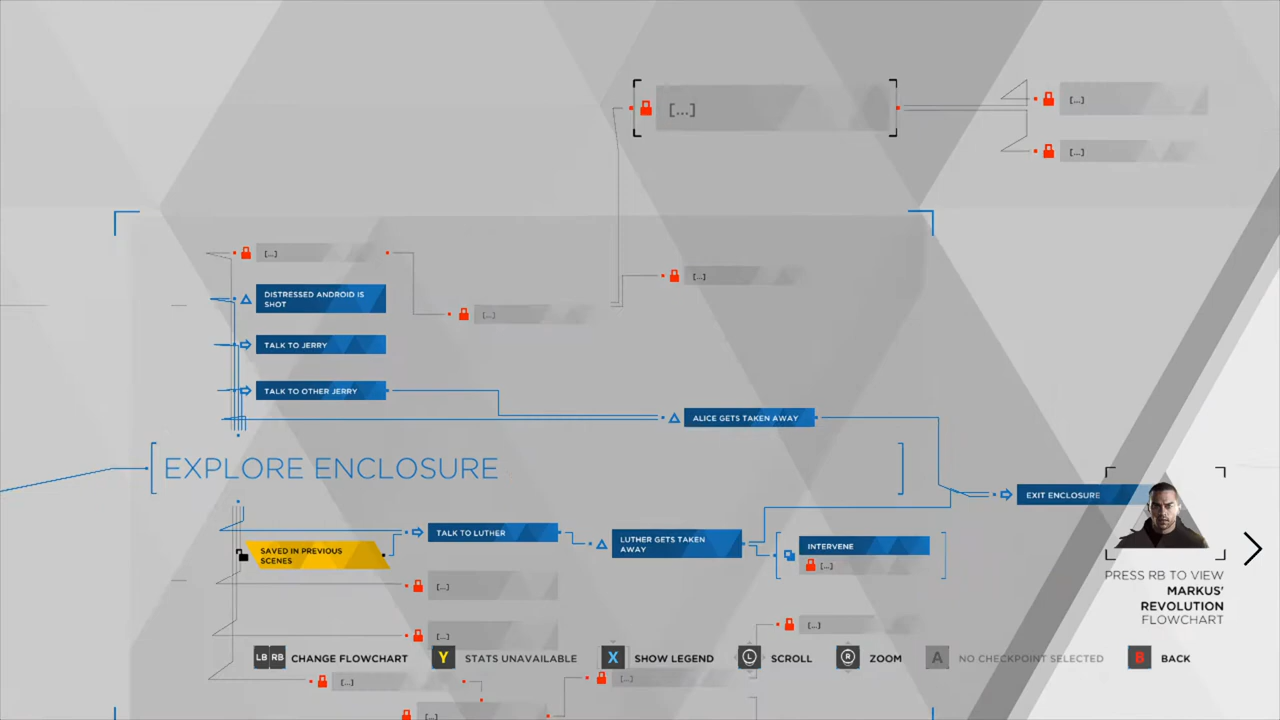 [...]
[...]
[...]
[...]
[...]
[...]
DISTRESSED ANDROID IS
SHOT
TALK TO JERRY
TALK TO OTHER JERRY
ALICE GETS TAKEN AWAY
EXPLORE ENCLOSURE
EXIT ENCLOSURE
TALK TO LUTHER
LUTHER GETS TAKEN
AWAY
INTERVENE
[...]
SAVED IN PREVIOUS
SCENES
[...]
[...]
[...]
PRESS RB TO VIEW
MARKUS'
REVOLUTION
FLOWCHART
LB RB CHANGE FLOWCHART
Y STATS UNAVAILABLE
X SHOW LEGEND
L SCROLL
R ZOOM
A NO CHECKPOINT SELECTED
B BACK
[...]
[...]
[...]